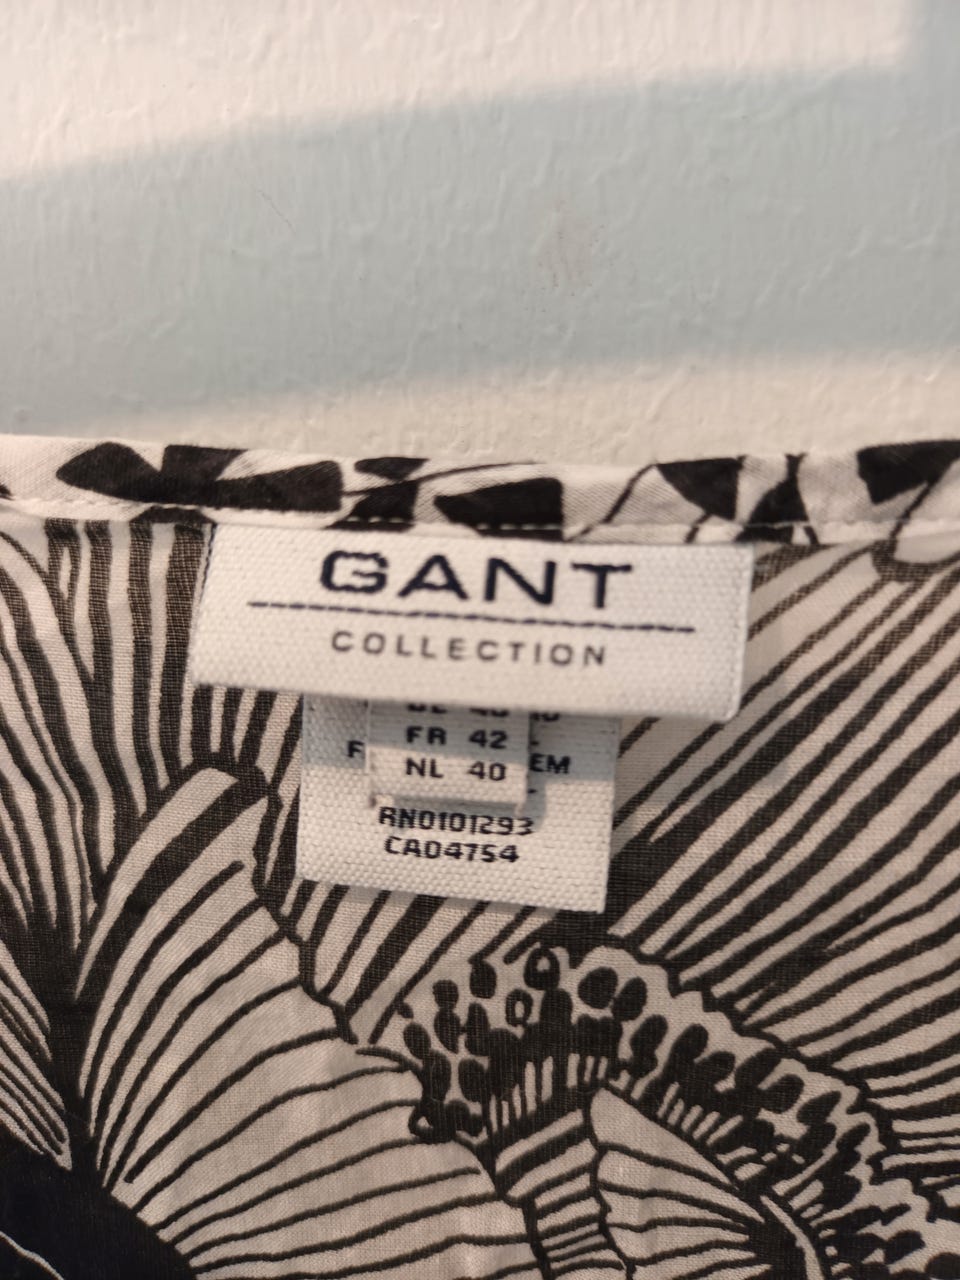 GANT
COLLECTION
FR 42
NL 40
RN0101293
CA04754